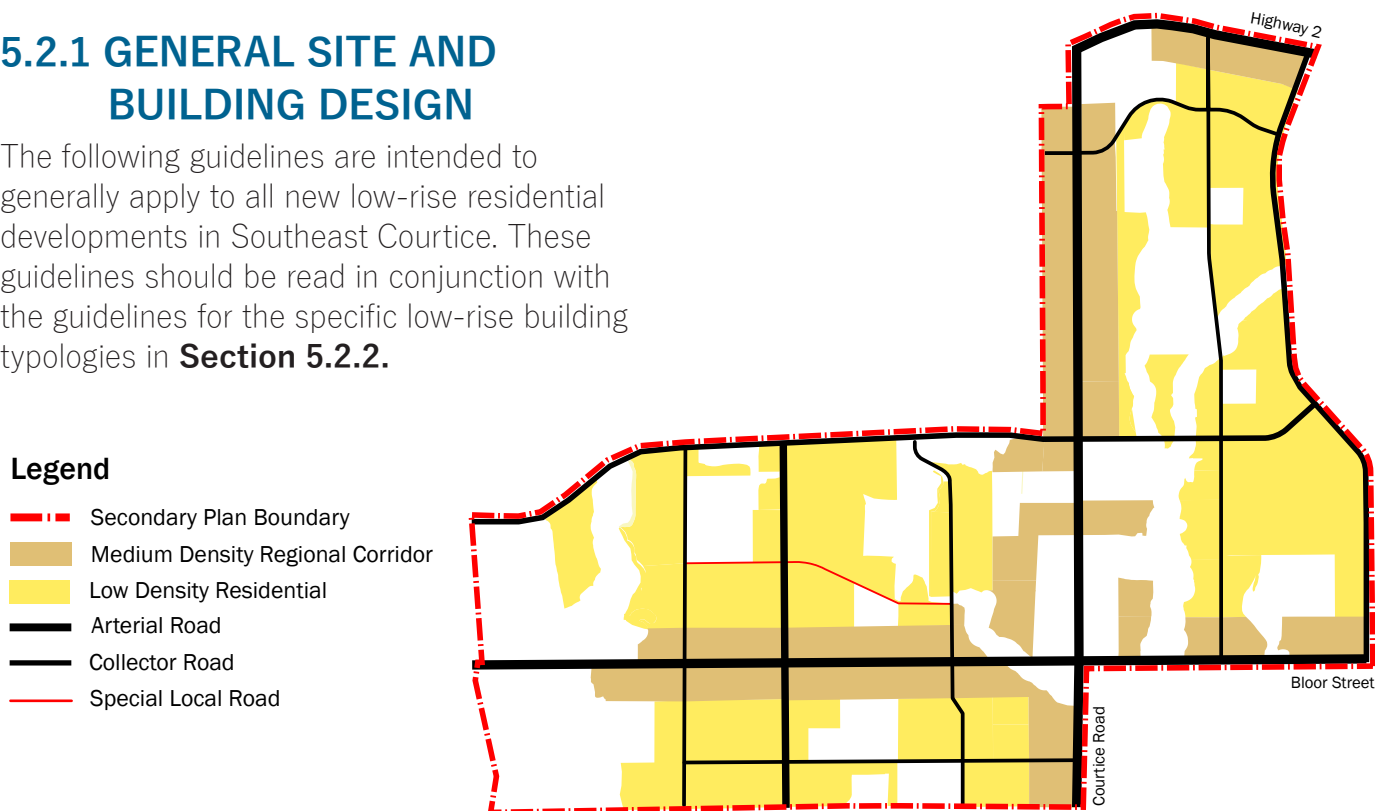 5.2.1 GENERAL SITE AND
BUILDING DESIGN
The following guidelines are intended to
generally apply to all new low-rise residential
developments in Southeast Courtice. These
guidelines should be read in conjunction with
the guidelines for the specific low-rise building
typologies in Section 5.2.2.
Legend
Secondary Plan Boundary
Medium Density Regional Corridor
Low Density Residential
Arterial Road
Collector Road
Special Local Road
Highway 2
Bloor Street
Courtice Road